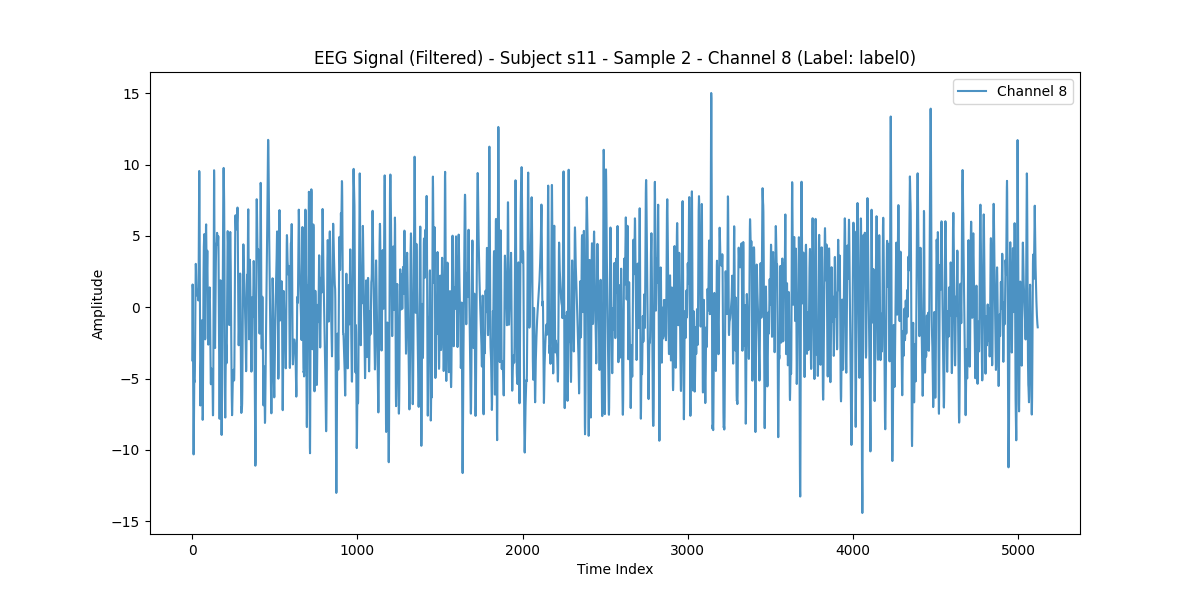 EEG Signal (Filtered) - Subject s11 - Sample 2 - Channel 8 (Label: label0)
Channel 8
15
10
5
0
−5
−10
−15
Amplitude
0 1000 2000 3000 4000 5000
Time Index